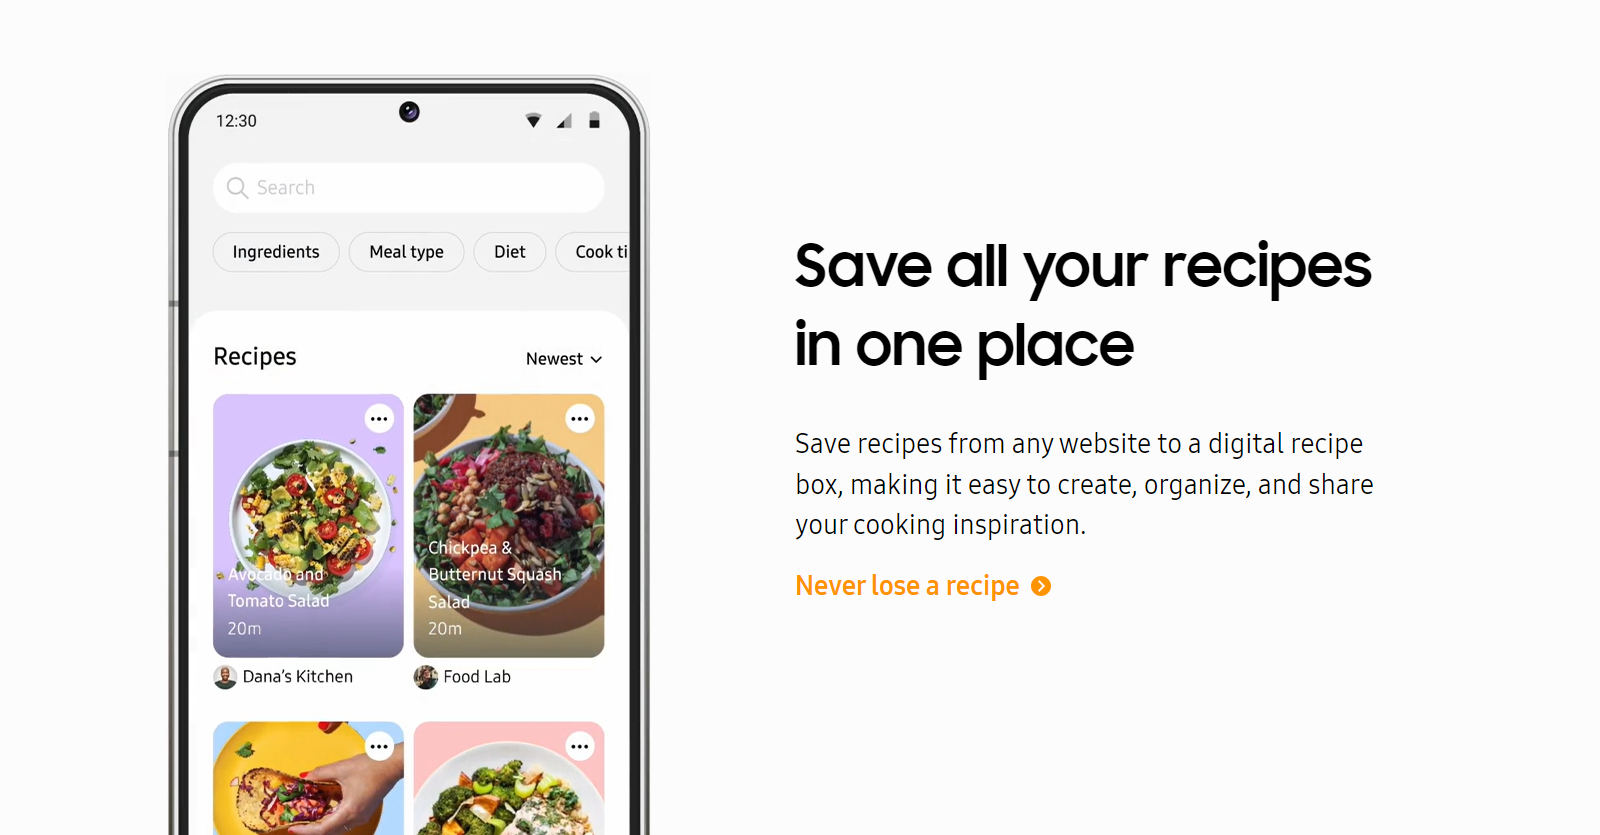 12:30
Search
Ingredients
Meal type
Diet
Cook ti
Recipes
Newest
Avocado and
Tomato Salad
20m
Chickpea &
Butternut Squash
Salad
20m
Dana's Kitchen
Food Lab
Save all your recipes
in one place
Save recipes from any website to a digital recipe
box, making it easy to create, organize, and share
your cooking inspiration.
Never lose a recipe